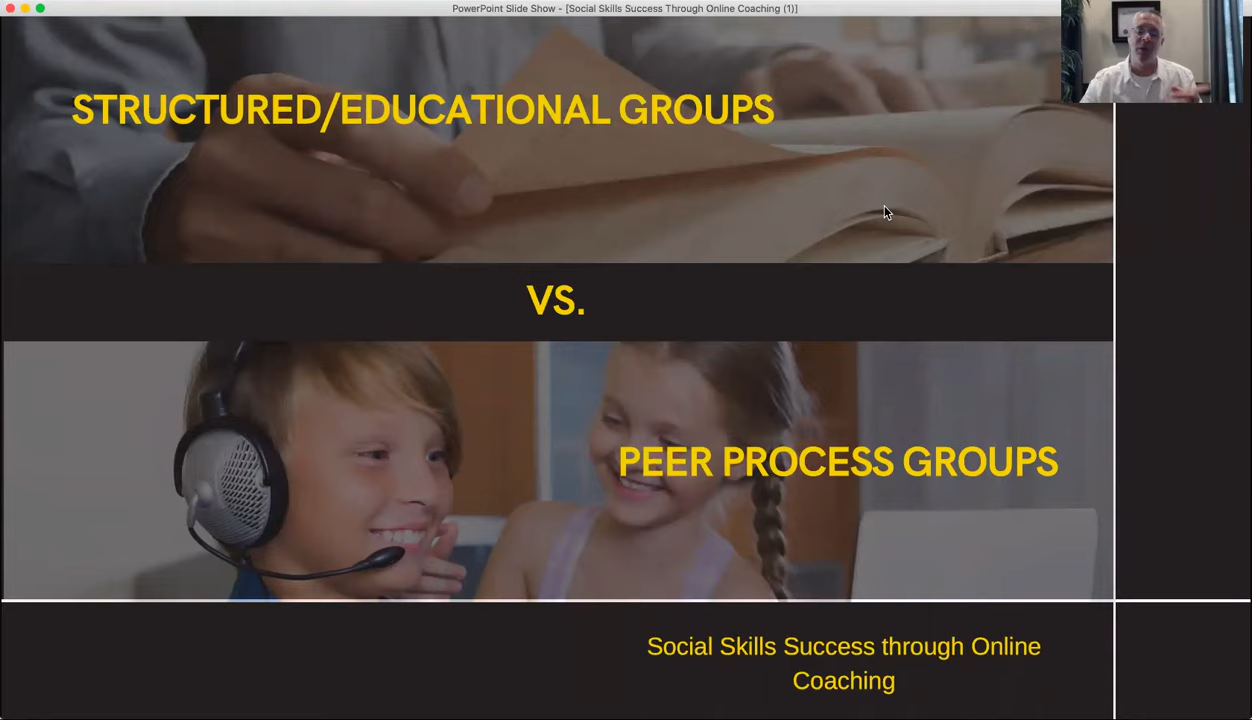 PowerPoint Slide Show - [Social Skills Success Through Online Coaching (1)]
STRUCTURED/EDUCATIONAL GROUPS
VS.
PEER PROCESS GROUPS
Social Skills Success through Online
Coaching